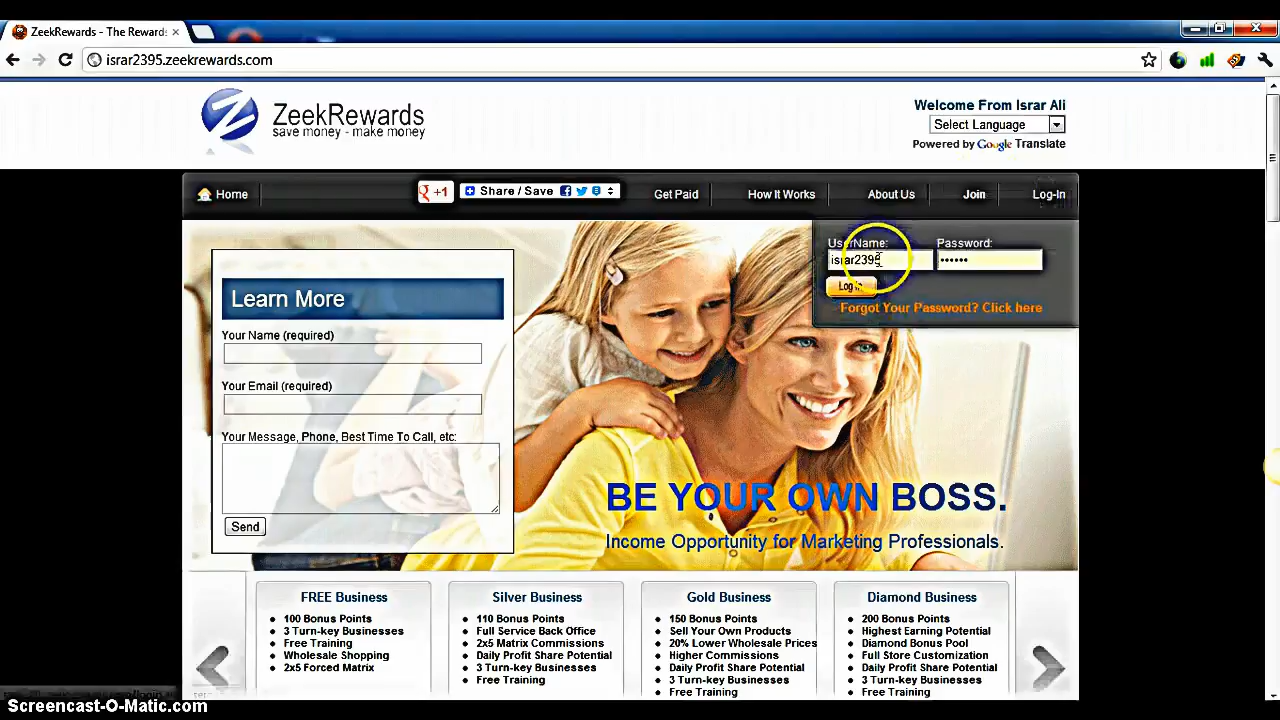 ZeekRewards - The Rewards
israr2395.zeekrewards.com
ZeekRewards
save money - make money
Welcome From Israr Ali
Select Language
Powered by Google Translate
Home
+1
Share / Save
Get Paid
How It Works
About Us
Join
Log-In
UserName:
Password:
israr2395
••••••
Log in
Forgot Your Password? Click here
Learn More
Your Name (required)
Your Email (required)
Your Message, Phone, Best Time To Call, etc:
Send
BE YOUR OWN BOSS.
Income Opportunity for Marketing Professionals.
FREE Business
100 Bonus Points
3 Turn-key Businesses
Free Training
Wholesale Shopping
2x5 Forced Matrix
Silver Business
110 Bonus Points
Full Service Back Office
2x5 Matrix Commissions
Daily Profit Share Potential
3 Turn-key Businesses
Free Training
Gold Business
150 Bonus Points
Sell Your Own Products
20% Lower Wholesale Prices
Higher Commissions
Daily Profit Share Potential
3 Turn-key Businesses
Free Training
Diamond Business
200 Bonus Points
Highest Earning Potential
Diamond Bonus Pool
Full Store Customization
Daily Profit Share Potential
3 Turn-key Businesses
Free Training
Screencast-O-Matic.com